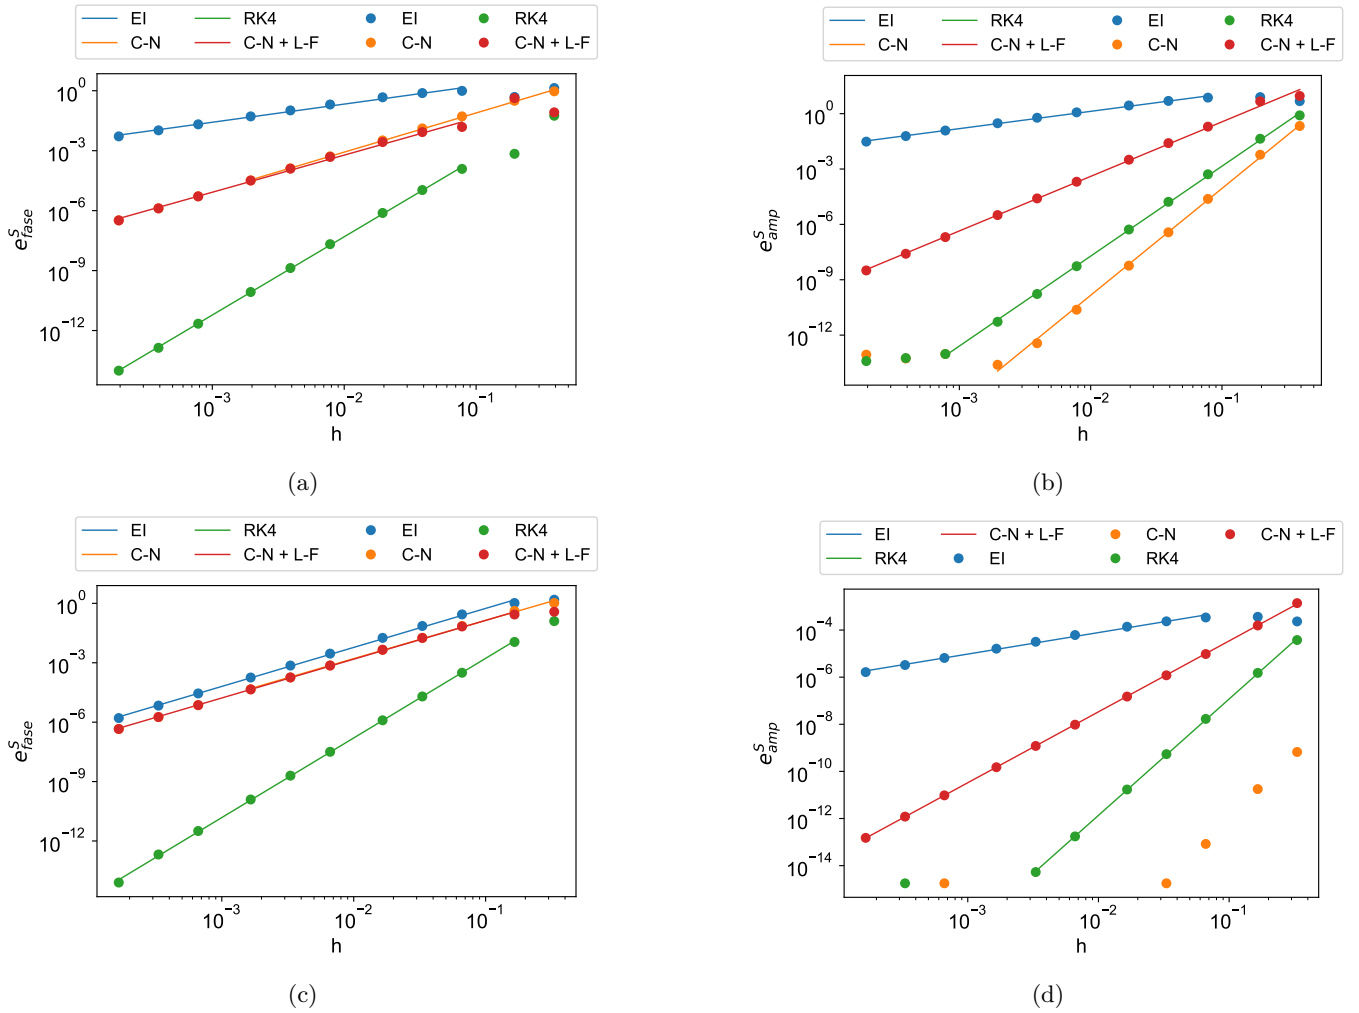 EI RK4 EI RK4
C-N C-N + L-F C-N C-N + L-F
10^0
10^−3
10^−6
10^−9
10^−12
e^S_fase
10^−3 10^−2 10^−1
h
(a)
EI RK4 EI RK4
C-N C-N + L-F C-N C-N + L-F
10^0
10^−3
10^−6
10^−9
10^−12
e^S_amp
10^−3 10^−2 10^−1
h
(b)
EI RK4 EI RK4
C-N C-N + L-F C-N C-N + L-F
10^0
10^−3
10^−6
10^−9
10^−12
e^S_fase
10^−3 10^−2 10^−1
h
(c)
EI C-N + L-F C-N C-N + L-F
RK4 EI RK4
10^−4
10^−6
10^−8
10^−10
10^−12
10^−14
e^S_amp
10^−3 10^−2 10^−1
h
(d)